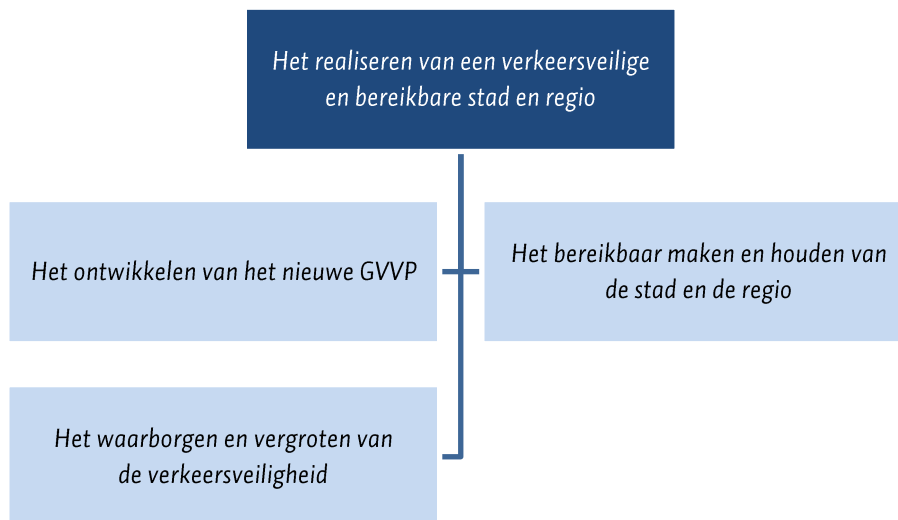 Het realiseren van een verkeersveilige
en bereikbare stad en regio
Het ontwikkelen van het nieuwe GVVP
Het bereikbaar maken en houden van
de stad en de regio
Het waarborgen en vergroten van
de verkeersveiligheid